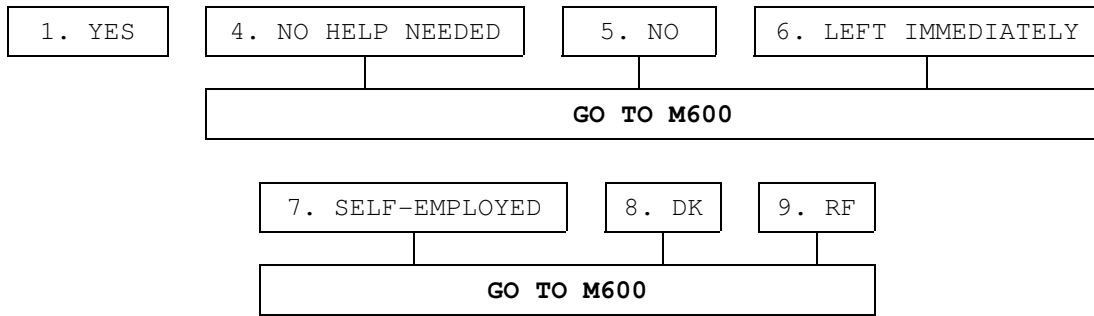 1. YES 4. NO HELP NEEDED 5. NO 6. LEFT IMMEDIATELY
GO TO M600
7. SELF-EMPLOYED 8. DK 9. RF
GO TO M600